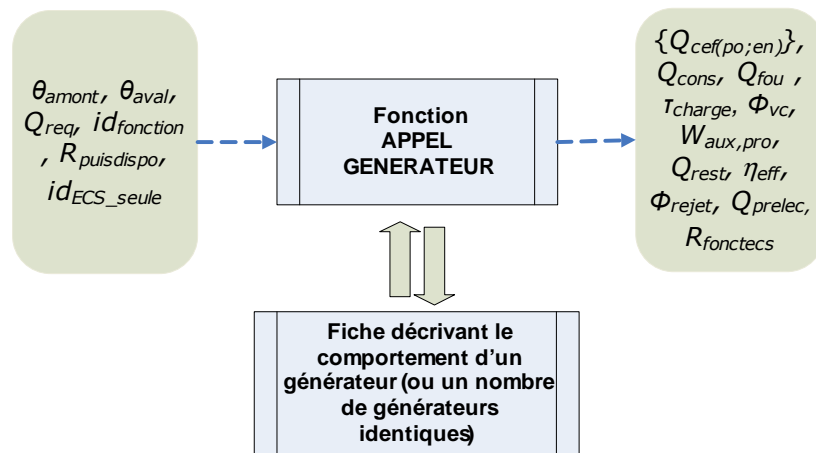 θamont, θaval,
Qreq, idfonction
, Rpuisdispo,
idECS_seule
Fonction
APPEL
GENERATEUR
{Qcef(po;en)},
Qcons, Qfou ,
τcharge, Φvc,
Waux,pro,
Qrest, ηeff,
Φrejet, Qprelec,
Rfonctecs
Fiche décrivant le
comportement d'un
générateur (ou un nombre
de générateurs
identiques)